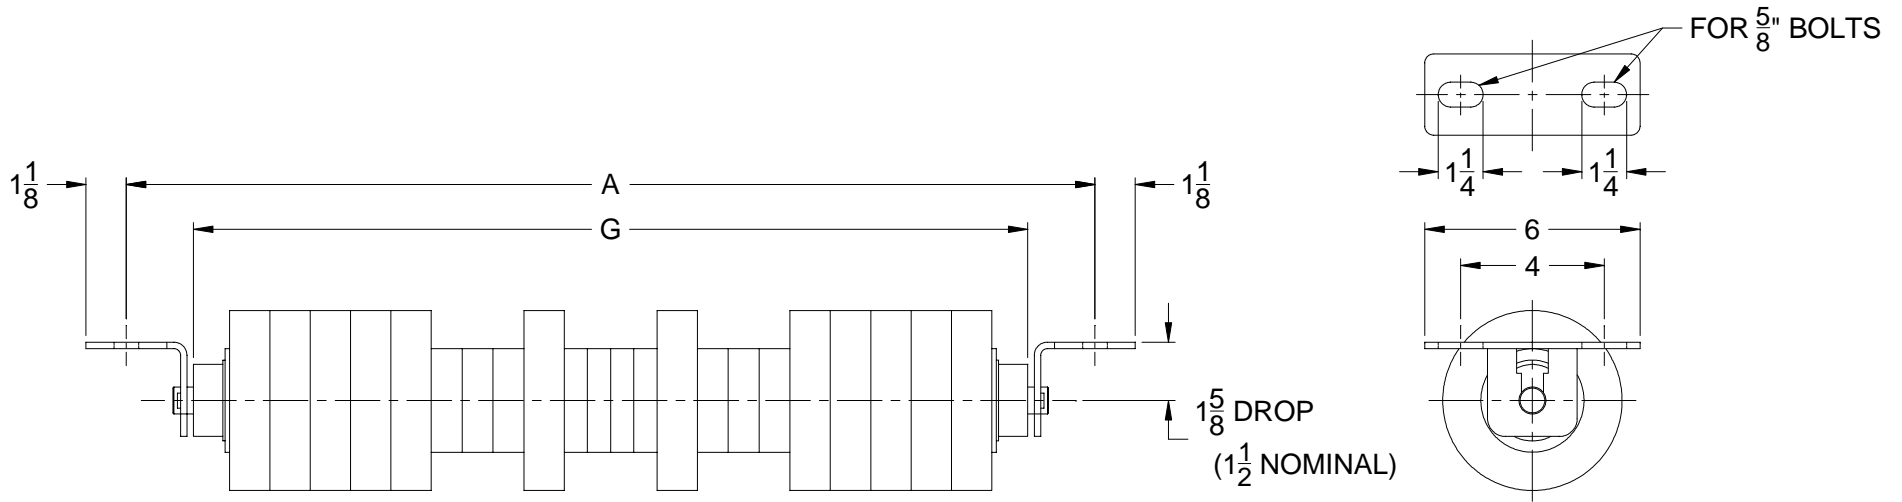 FOR 5/8" BOLTS
1 1/8
A
1 1/8
1 1/4
1 1/4
G
6
4
1 5/8 DROP
(1 1/2 NOMINAL)